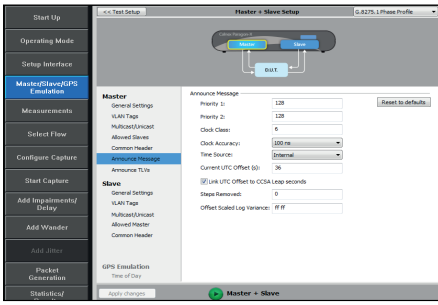 Start Up
Operating Mode
Setup Interface
Master/Slave/GPS
Emulation
Measurements
Select Flow
Configure Capture
Start Capture
Add Impairments/
Delay
Add Wander
Add Jitter
Packet
Generation
Statistics/
<< Test Setup
Master + Slave Setup
G.8275.1 Phase Profile
Master
Slave
D.U.T.
Master
General Settings
VLAN Tags
Multicast/Unicast
Allowed Slaves
Common Header
Announce Message
Announce TLVs
Slave
General Settings
VLAN Tags
Multicast/Unicast
Allowed Master
Common Header
GPS Emulation
Time of Day
Announce Message
Priority 1: 128
Reset to defaults
Priority 2: 128
Clock Class: 6
Clock Accuracy: 100 ns
Time Source: Internal
Current UTC Offset (s): 36
Link UTC Offset to CCSA Leap seconds
Steps Removed: 0
Offset Scaled Log Variance: ff ff
Apply changes
Master + Slave